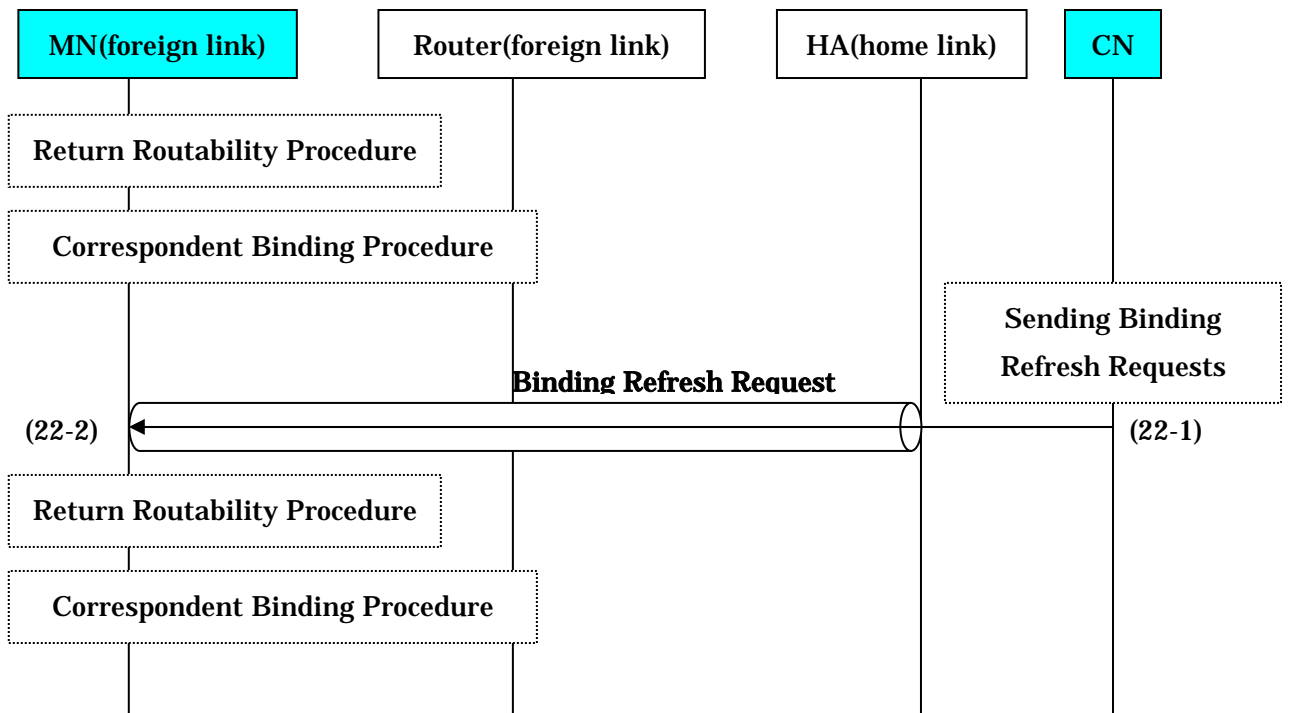 MN(foreign link)
Router(foreign link)
HA(home link)
CN
Return Routability Procedure
Correspondent Binding Procedure
Sending Binding
Refresh Requests
Binding Refresh Request
(22-2)
(22-1)
Return Routability Procedure
Correspondent Binding Procedure